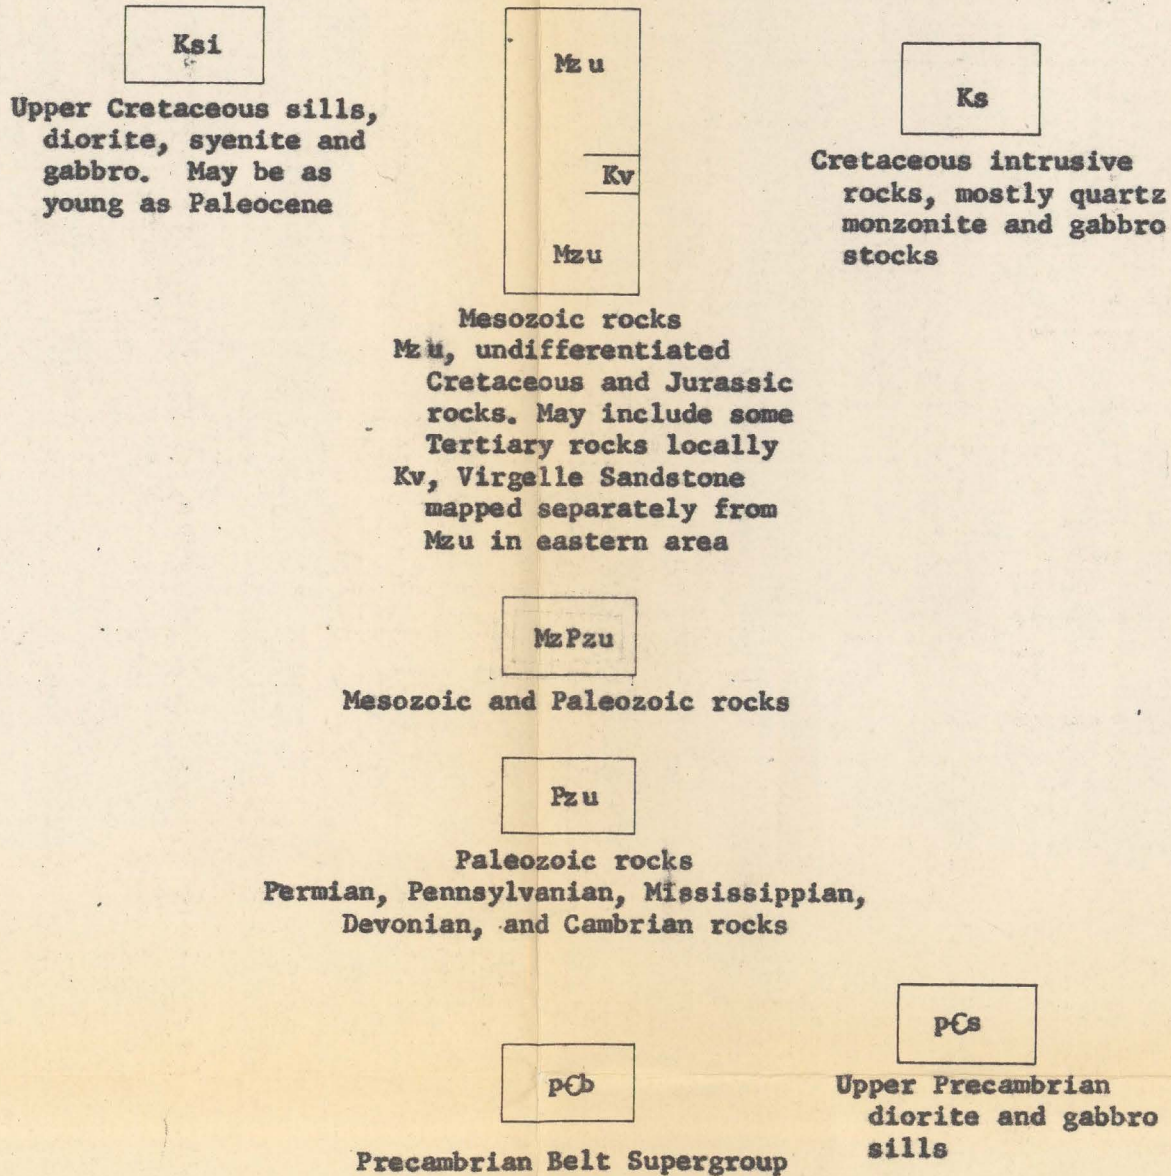 Ksi
Upper Cretaceous sills,
diorite, syenite and
gabbro. May be as
young as Paleocene
Mzu
Kv
Mzu
Mesozoic rocks
Mzu, undifferentiated
Cretaceous and Jurassic
rocks. May include some
Tertiary rocks locally
Kv, Virgelle Sandstone
mapped separately from
Mzu in eastern area
Ks
Cretaceous intrusive
rocks, mostly quartz
monzonite and gabbro
stocks
MzPzu
Mesozoic and Paleozoic rocks
Pzu
Paleozoic rocks
Permian, Pennsylvanian, Mississippian,
Devonian, and Cambrian rocks
p€b
Precambrian Belt Supergroup
p€s
Upper Precambrian
diorite and gabbro
sills